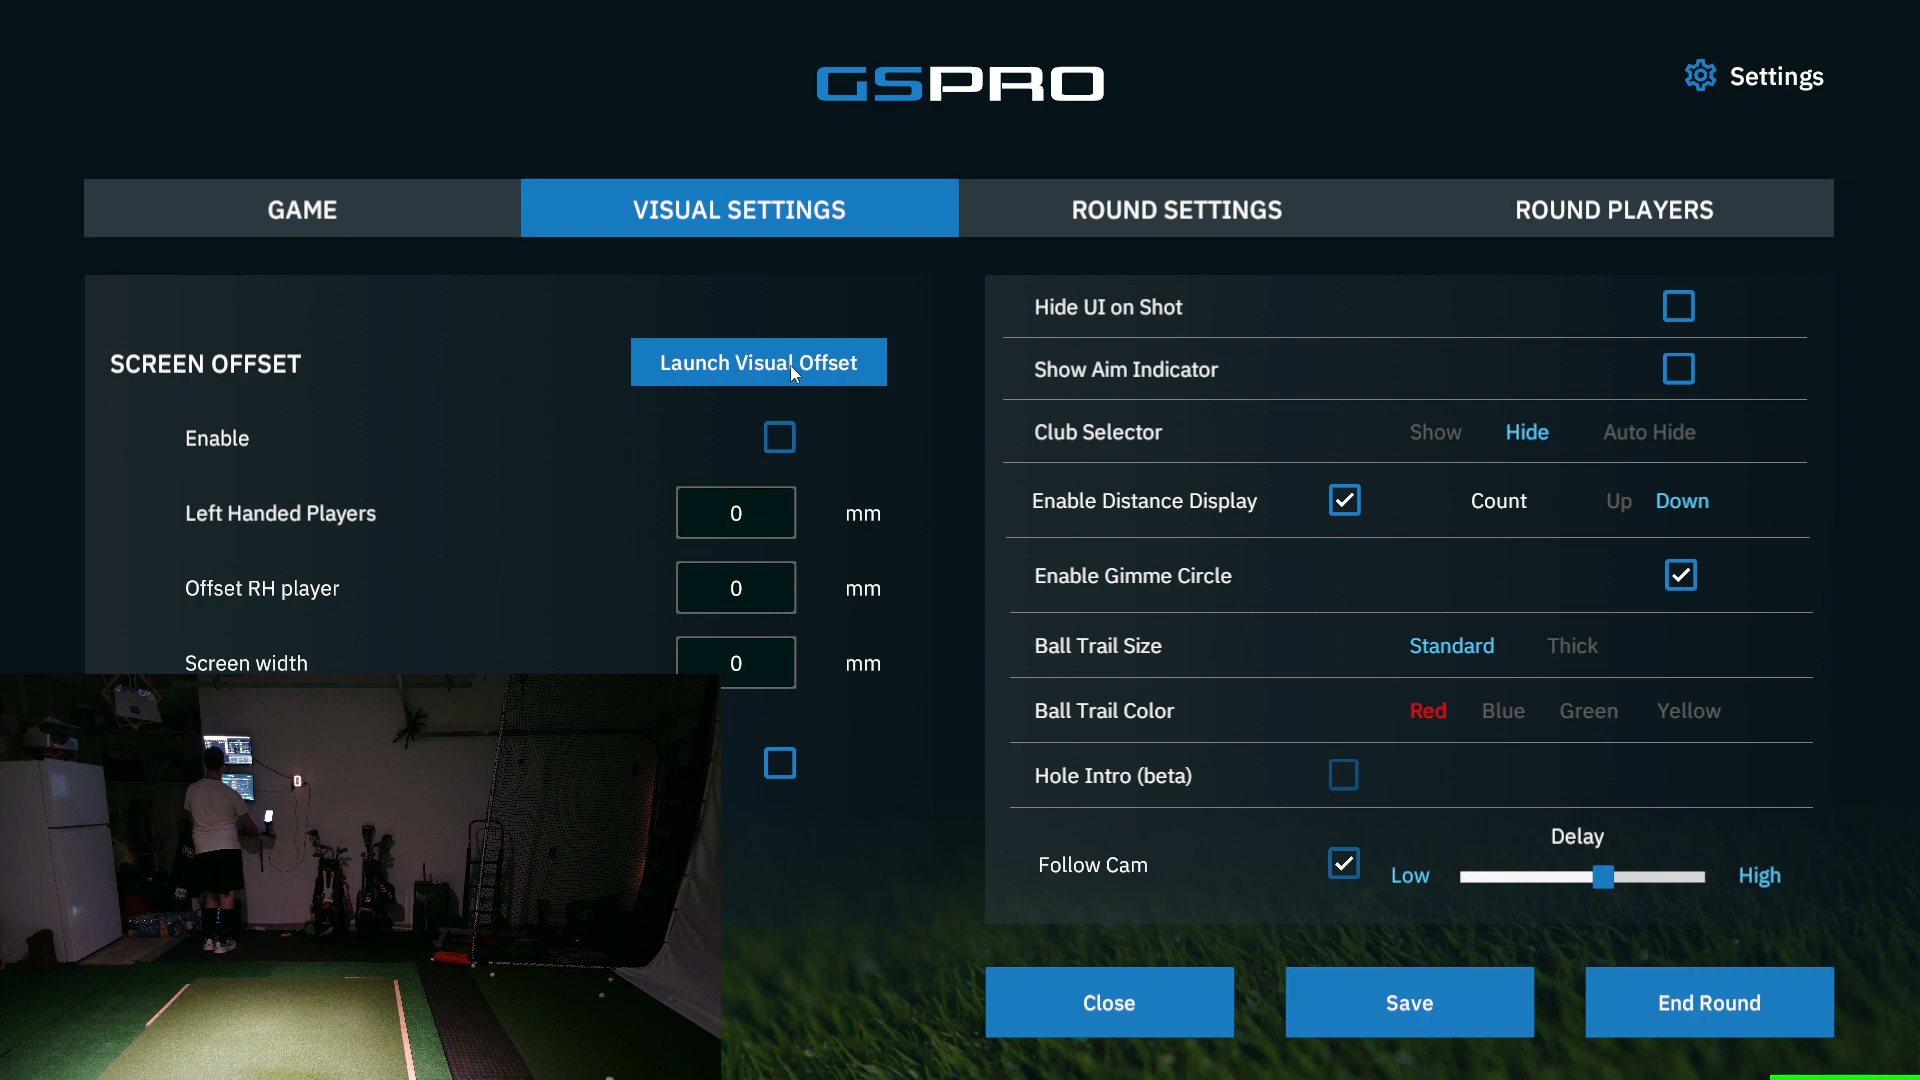 GSPRO
Settings
GAME
VISUAL SETTINGS
ROUND SETTINGS
ROUND PLAYERS
SCREEN OFFSET
Launch Visual Offset
Enable
Left Handed Players
0
mm
Offset RH player
0
mm
Screen width
0
mm
Hide UI on Shot
Show Aim Indicator
Club Selector
Show
Hide
Auto Hide
Enable Distance Display
Count
Up
Down
Enable Gimme Circle
Ball Trail Size
Standard
Thick
Ball Trail Color
Red
Blue
Green
Yellow
Hole Intro (beta)
Follow Cam
Delay
Low
High
Close
Save
End Round